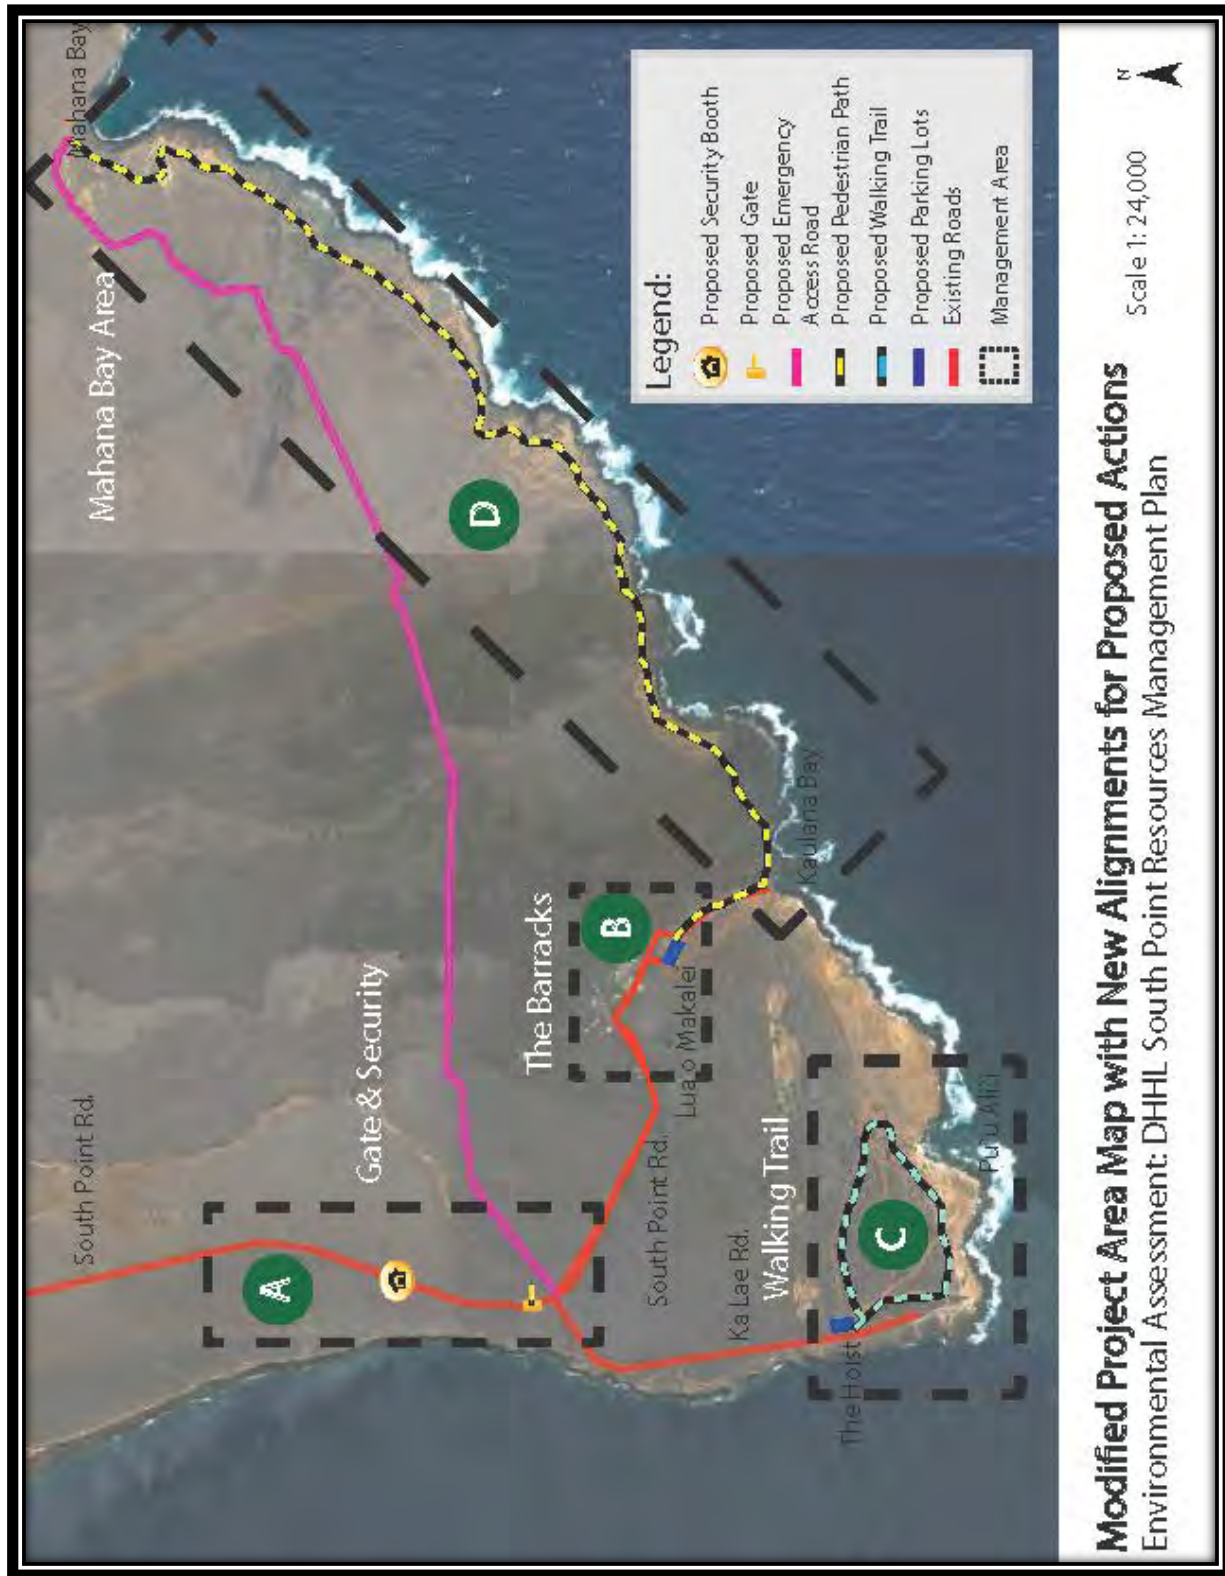 South Point Rd.
A
Gate & Security
Mahana Bay Area
Mahana Bay
The Barracks
B
D
Lua o Makalei
South Point Rd.
Ka Lae Rd.
Walking Trail
Kaulana Bay
The Hoist
C
Pu'u Alii
Legend:
Proposed Security Booth
Proposed Gate
Proposed Emergency
Access Road
Proposed Pedestrian Path
Proposed Walking Trail
Proposed Parking Lots
Existing Roads
Management Area
Modified Project Area Map with New Alignments for Proposed Actions
Environmental Assessment: DHHL South Point Resources Management Plan
Scale 1: 24,000
N